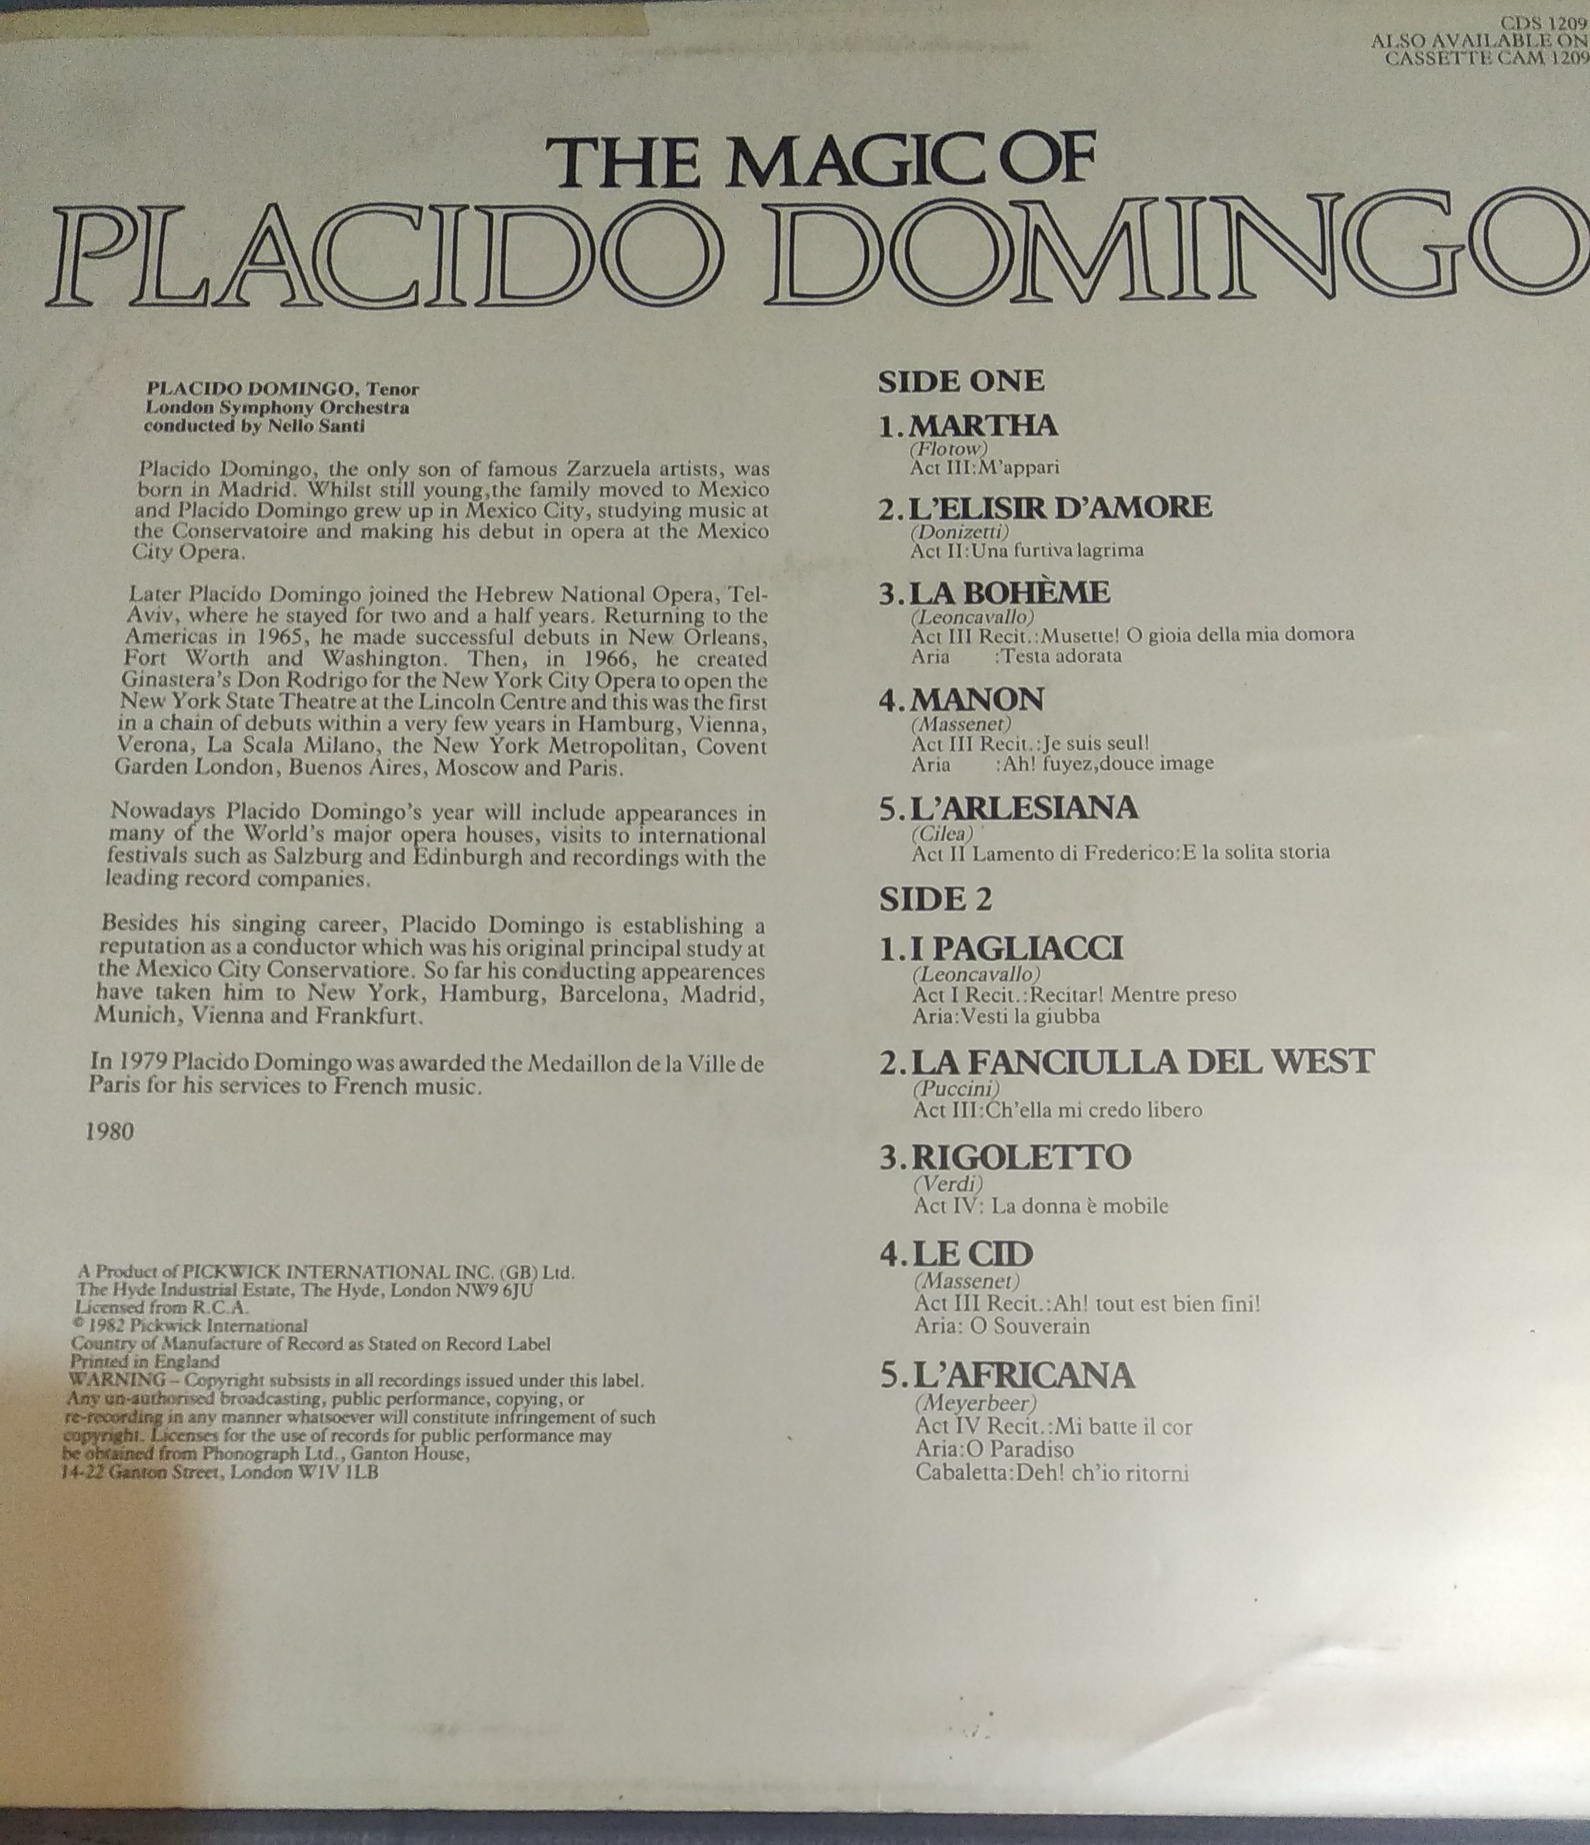 CDS 1209
ALSO AVAILABLE ON
CASSETTE CAM 1209
THE MAGIC OF
PLACIDO DOMINGO
PLACIDO DOMINGO, Tenor
London Symphony Orchestra
conducted by Nello Santi
Placido Domingo, the only son of famous Zarzuela artists, was
born in Madrid. Whilst still young,the family moved to Mexico
and Placido Domingo grew up in Mexico City, studying music at
the Conservatoire and making his debut in opera at the Mexico
City Opera.
Later Placido Domingo joined the Hebrew National Opera, Tel-
Aviv, where he stayed for two and a half years. Returning to the
Americas in 1965, he made successful debuts in New Orleans,
Fort Worth and Washington. Then, in 1966, he created
Ginastera's Don Rodrigo for the New York City Opera to open the
New York State Theatre at the Lincoln Centre and this was the first
in a chain of debuts within a very few years in Hamburg, Vienna,
Verona, La Scala Milano, the New York Metropolitan, Covent
Garden London, Buenos Aires, Moscow and Paris.
Nowadays Placido Domingo's year will include appearances in
many of the World's major opera houses, visits to international
festivals such as Salzburg and Edinburgh and recordings with the
leading record companies.
Besides his singing career, Placido Domingo is establishing a
reputation as a conductor which was his original principal study at
the Mexico City Conservatiore. So far his conducting appearences
have taken him to New York, Hamburg, Barcelona, Madrid,
Munich, Vienna and Frankfurt.
In 1979 Placido Domingo was awarded the Medaillon de la Ville de
Paris for his services to French music.
1980
A Product of PICKWICK INTERNATIONAL INC. (GB) Ltd.
The Hyde Industrial Estate, The Hyde, London NW9 6JU
Licensed from R.C.A.
© 1982 Pickwick International
Country of Manufacture of Record as Stated on Record Label
Printed in England
WARNING – Copyright subsists in all recordings issued under this label.
Any un-authorised broadcasting, public performance, copying, or
re-recording in any manner whatsoever will constitute infringement of such
copyright. Licenses for the use of records for public performance may
be obtained from Phonograph Ltd., Ganton House,
14-22 Ganton Street, London W1V 1LB
SIDE ONE
1. MARTHA
(Flotow)
Act III:M'appari
2. L'ELISIR D'AMORE
(Donizetti)
Act II:Una furtiva lagrima
3. LA BOHÈME
(Leoncavallo)
Act III Recit.:Musette! O gioia della mia domora
Aria :Testa adorata
4. MANON
(Massenet)
Act III Recit.:Je suis seul!
Aria :Ah! fuyez,douce image
5. L'ARLESIANA
(Cilea)
Act II Lamento di Frederico:E la solita storia
SIDE 2
1. I PAGLIACCI
(Leoncavallo)
Act I Recit.:Recitar! Mentre preso
Aria:Vesti la giubba
2. LA FANCIULLA DEL WEST
(Puccini)
Act III:Ch'ella mi credo libero
3. RIGOLETTO
(Verdi)
Act IV: La donna è mobile
4. LE CID
(Massenet)
Act III Recit.:Ah! tout est bien fini!
Aria: O Souverain
5. L'AFRICANA
(Meyerbeer)
Act IV Recit.:Mi batte il cor
Aria:O Paradiso
Cabaletta:Deh! ch'io ritorni